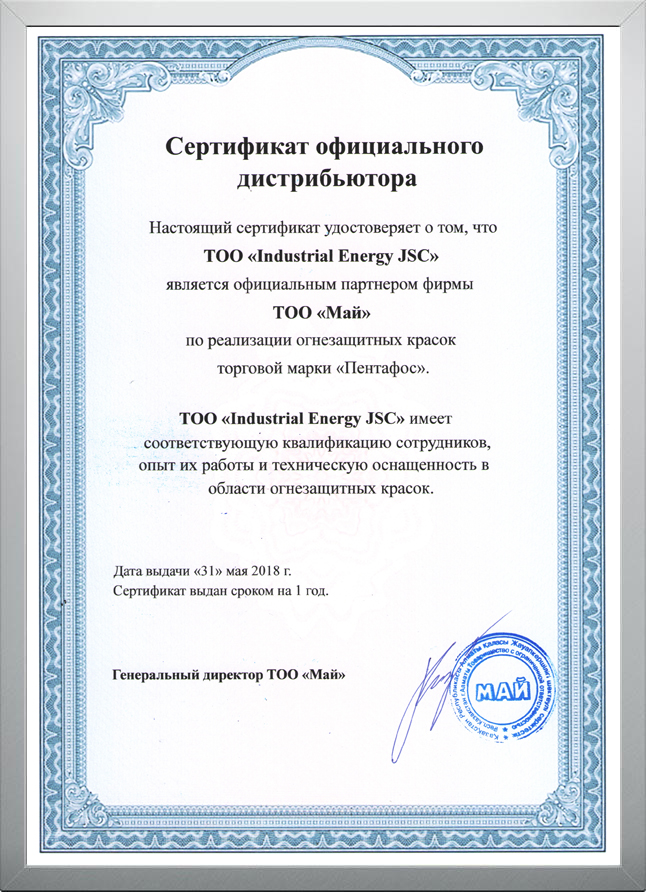 Сертификат официального
дистрибьютора
Настоящий сертификат удостоверяет о том, что
ТОО «Industrial Energy JSC»
является официальным партнером фирмы
ТОО «Май»
по реализации огнезащитных красок
торговой марки «Пентафос».
ТОО «Industrial Energy JSC» имеет
соответствующую квалификацию сотрудников,
опыт их работы и техническую оснащенность в
области огнезащитных красок.
Дата выдачи «31» мая 2018 г.
Сертификат выдан сроком на 1 год.
Генеральный директор ТОО «Май»
МАЙ